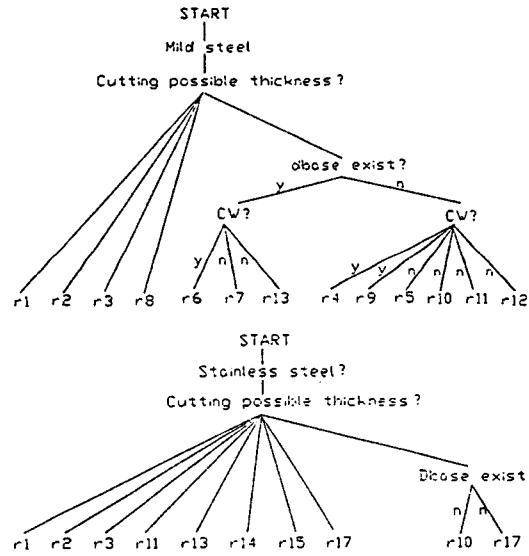 START
Mild steel
Cutting possible thickness?
dbase exist?
y n
CW? CW?
y n n y y n n n n
r1 r2 r3 r8 r6 r7 r13 r4 r9 r5 r10 r11 r12
START
Stainless steel?
Cutting possible thickness?
Dbase exist
n n
r1 r2 r3 r11 r13 r14 r15 r17 r10 r17